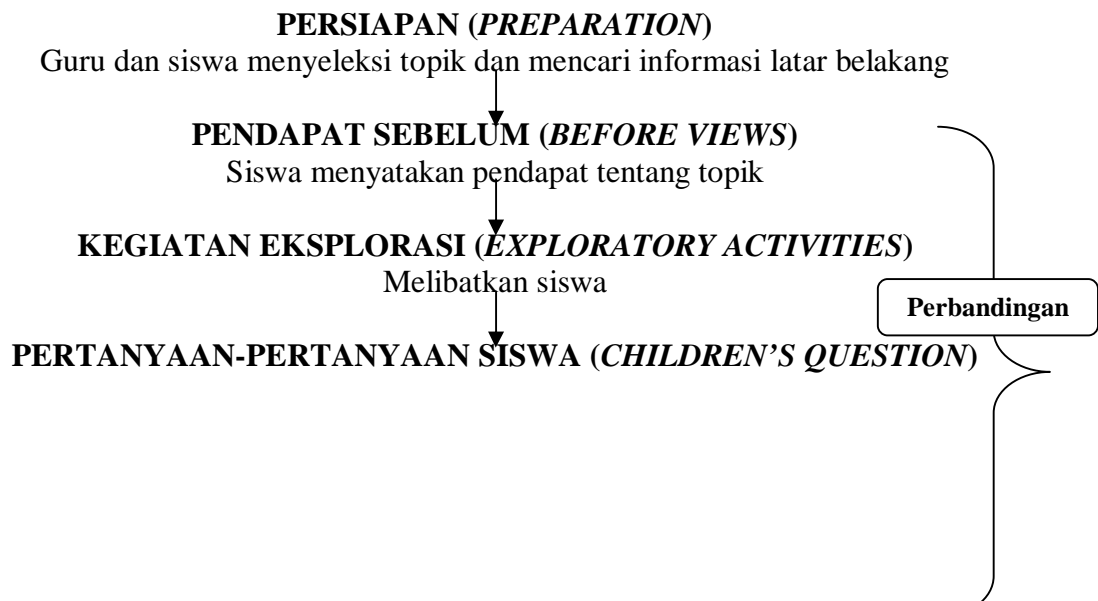 PERSIAPAN (PREPARATION)
Guru dan siswa menyeleksi topik dan mencari informasi latar belakang
PENDAPAT SEBELUM (BEFORE VIEWS)
Siswa menyatakan pendapat tentang topik
KEGIATAN EKSPLORASI (EXPLORATORY ACTIVITIES)
Melibatkan siswa
Perbandingan
PERTANYAAN-PERTANYAAN SISWA (CHILDREN'S QUESTION)